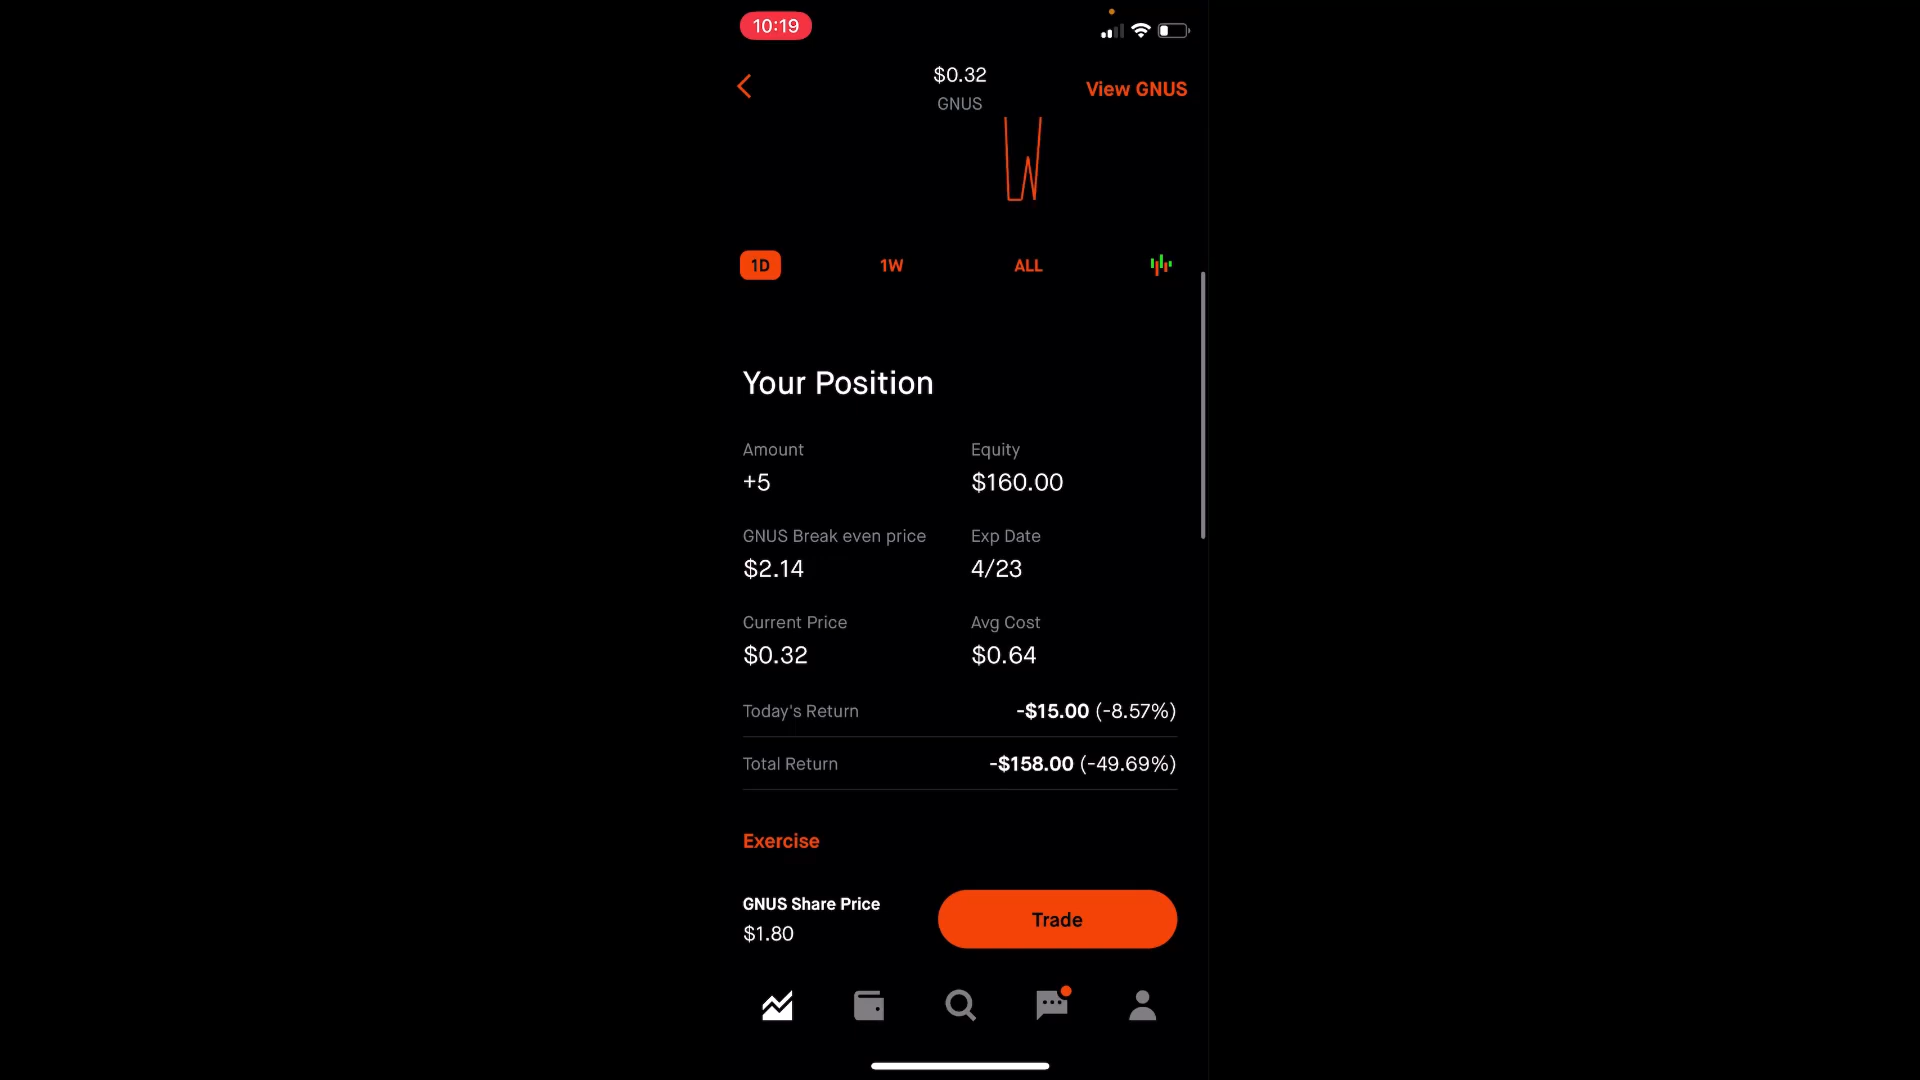 10:19
$0.32
GNUS
View GNUS
1D 1W ALL
Your Position
Amount Equity
+5 $160.00
GNUS Break even price Exp Date
$2.14 4/23
Current Price Avg Cost
$0.32 $0.64
Today's Return -$15.00 (-8.57%)
Total Return -$158.00 (-49.69%)
Exercise
GNUS Share Price
$1.80
Trade